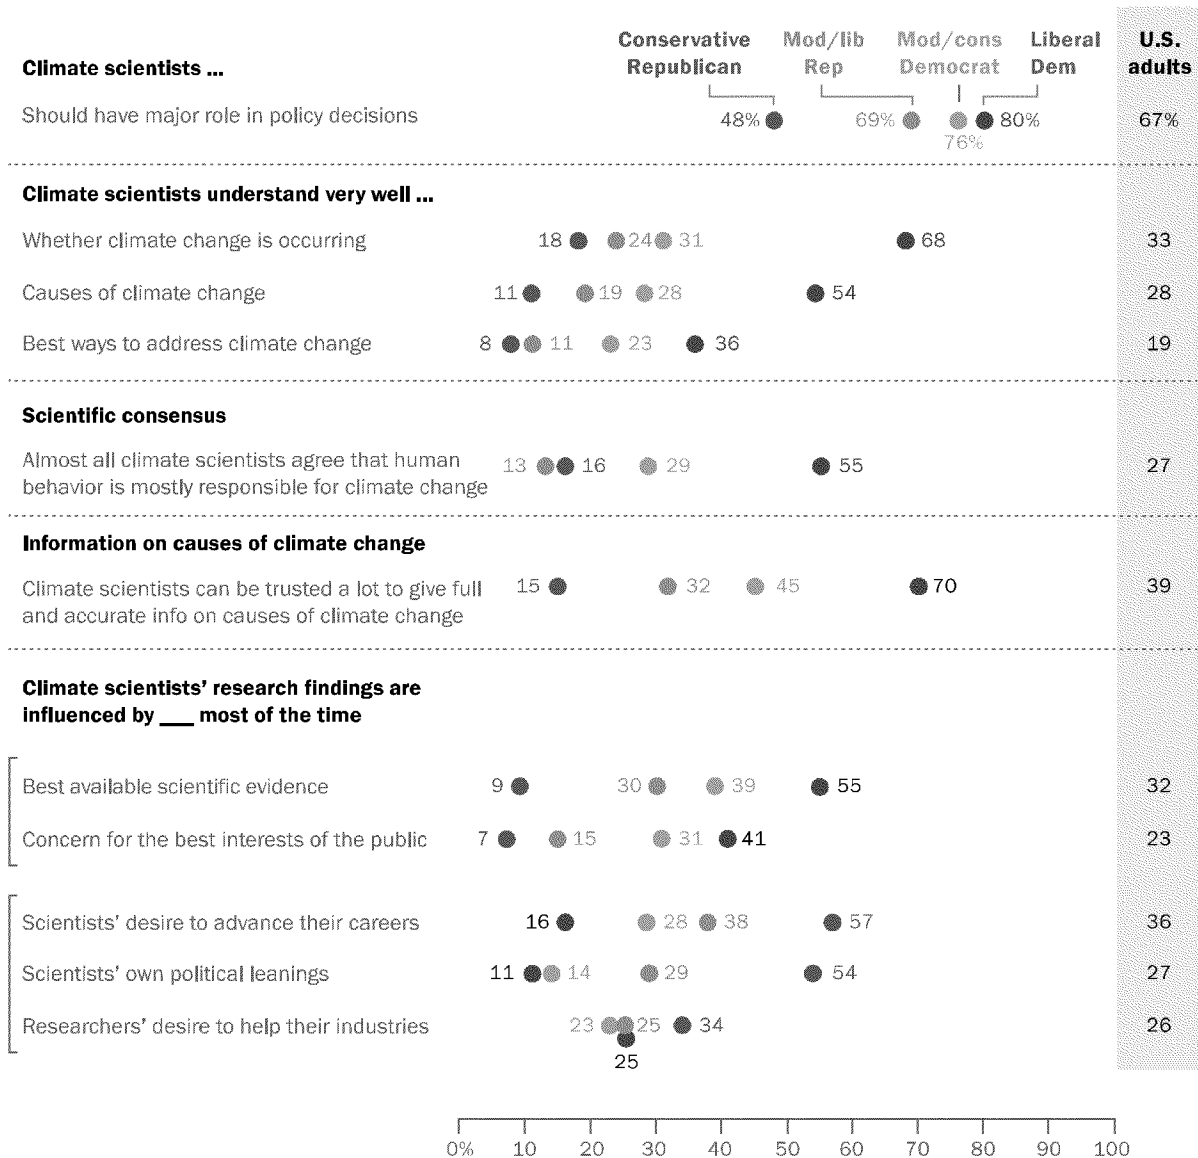 Conservative Republican
Mod/lib Rep
Mod/cons Democrat
Liberal Dem
U.S. adults
Climate scientists ...
Should have major role in policy decisions 48% 69% 76% 80% 67%
Climate scientists understand very well ...
Whether climate change is occurring 18 24 31 68 33
Causes of climate change 11 19 28 54 28
Best ways to address climate change 8 11 23 36 19
Scientific consensus
Almost all climate scientists agree that human
behavior is mostly responsible for climate change 13 16 29 55 27
Information on causes of climate change
Climate scientists can be trusted a lot to give full
and accurate info on causes of climate change 15 32 45 70 39
Climate scientists' research findings are
influenced by ___ most of the time
Best available scientific evidence 9 30 39 55 32
Concern for the best interests of the public 7 15 31 41 23
Scientists' desire to advance their careers 16 28 38 57 36
Scientists' own political leanings 11 14 29 54 27
Researchers' desire to help their industries 23 25 34 26
25
0% 10 20 30 40 50 60 70 80 90 100